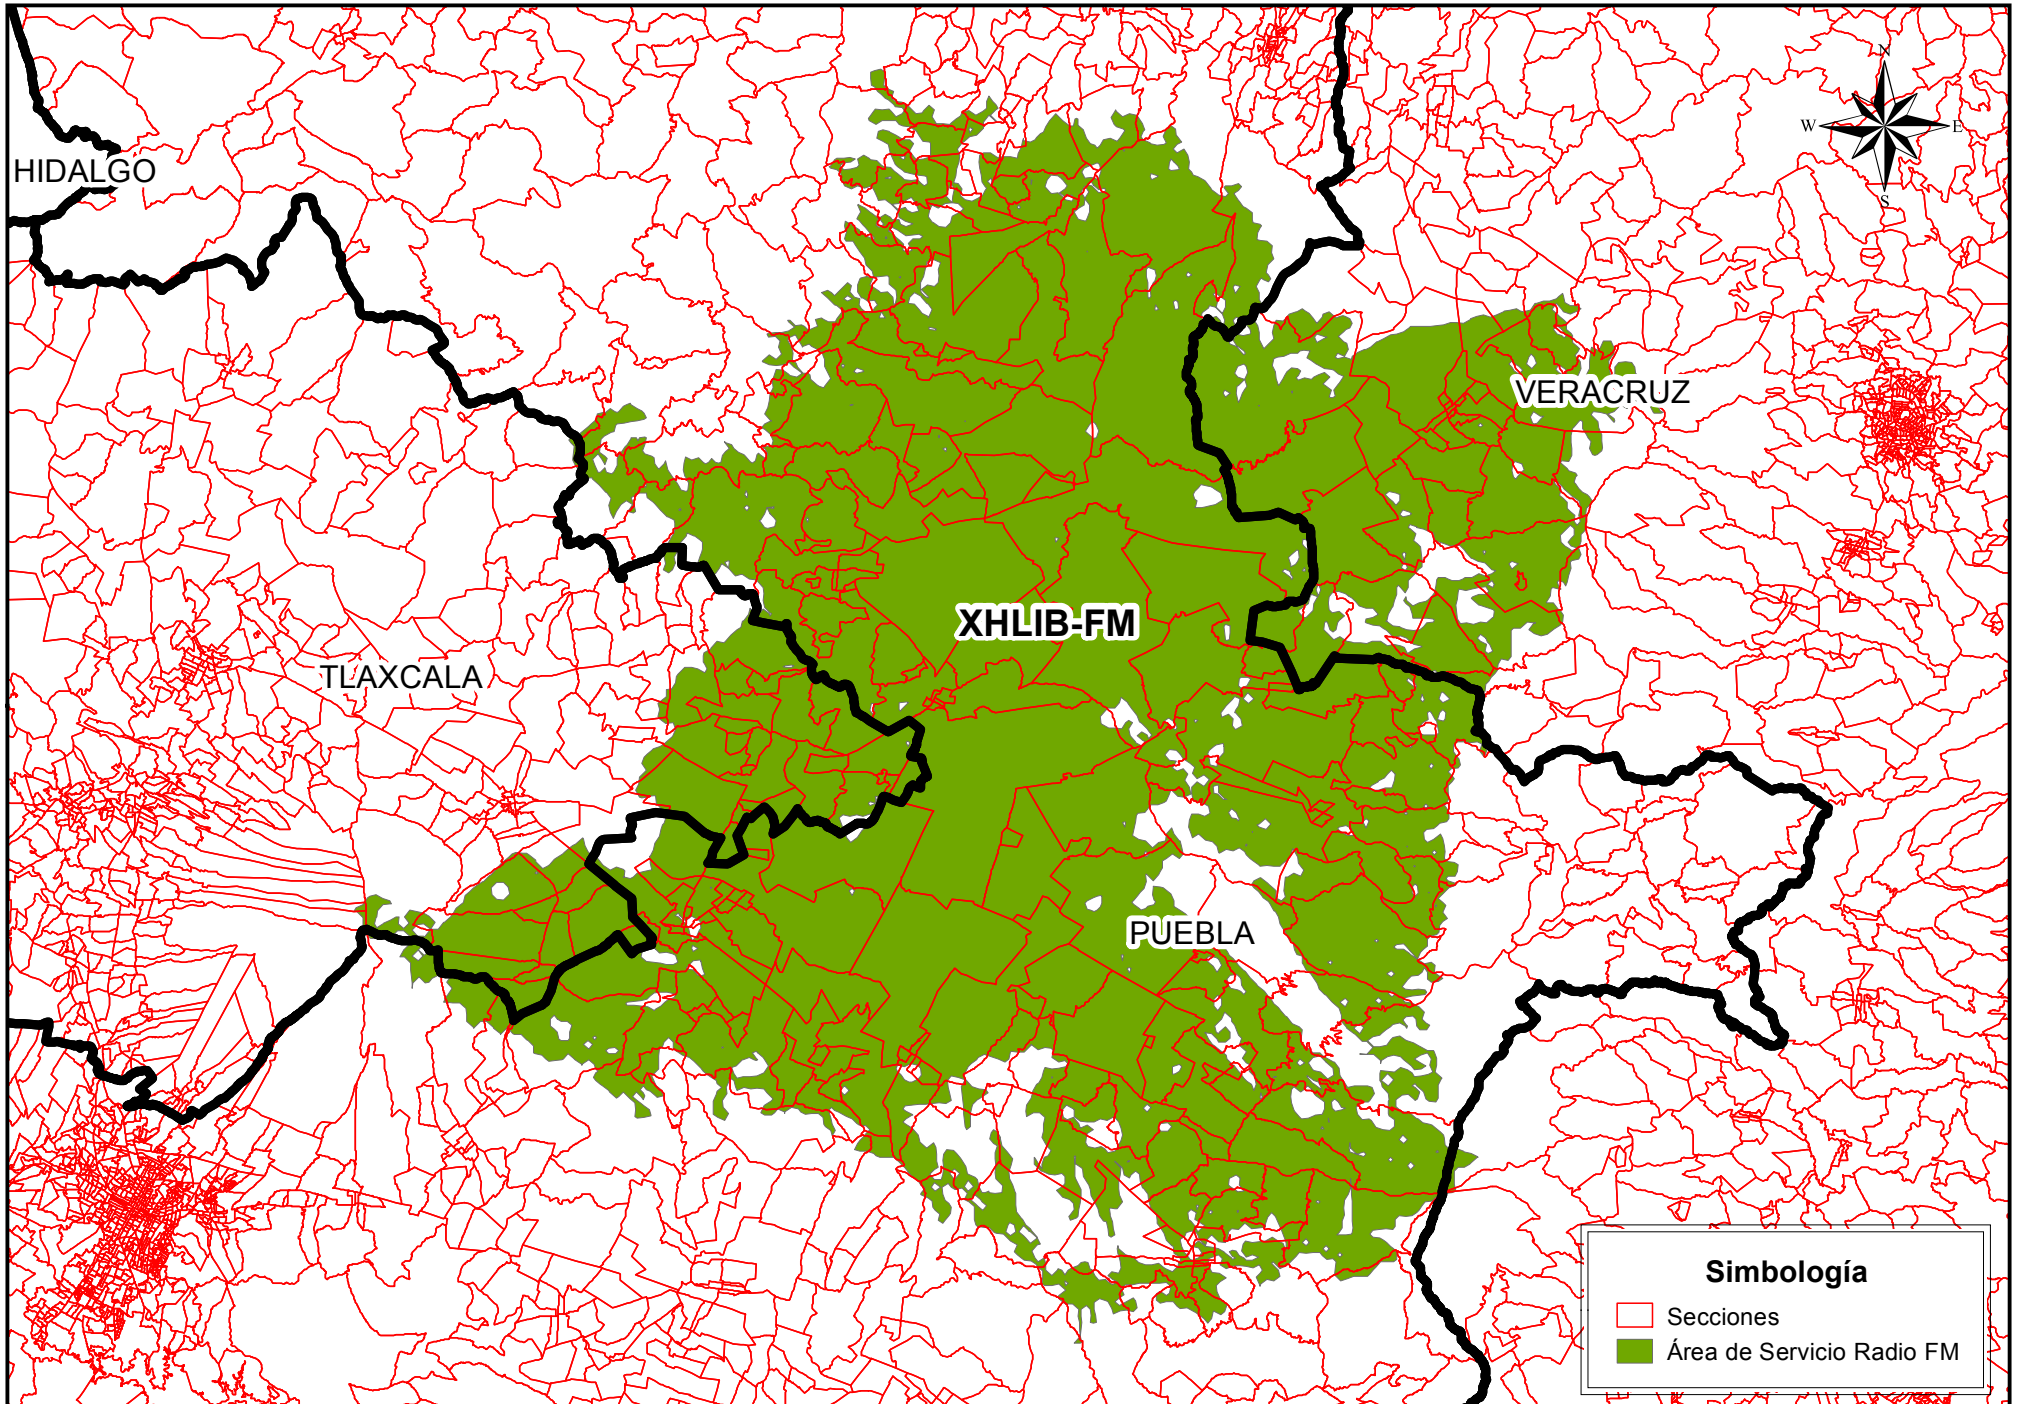 N
W
E
S
HIDALGO
VERACRUZ
XHLIB-FM
TLAXCALA
PUEBLA
Simbología
Secciones
Área de Servicio Radio FM